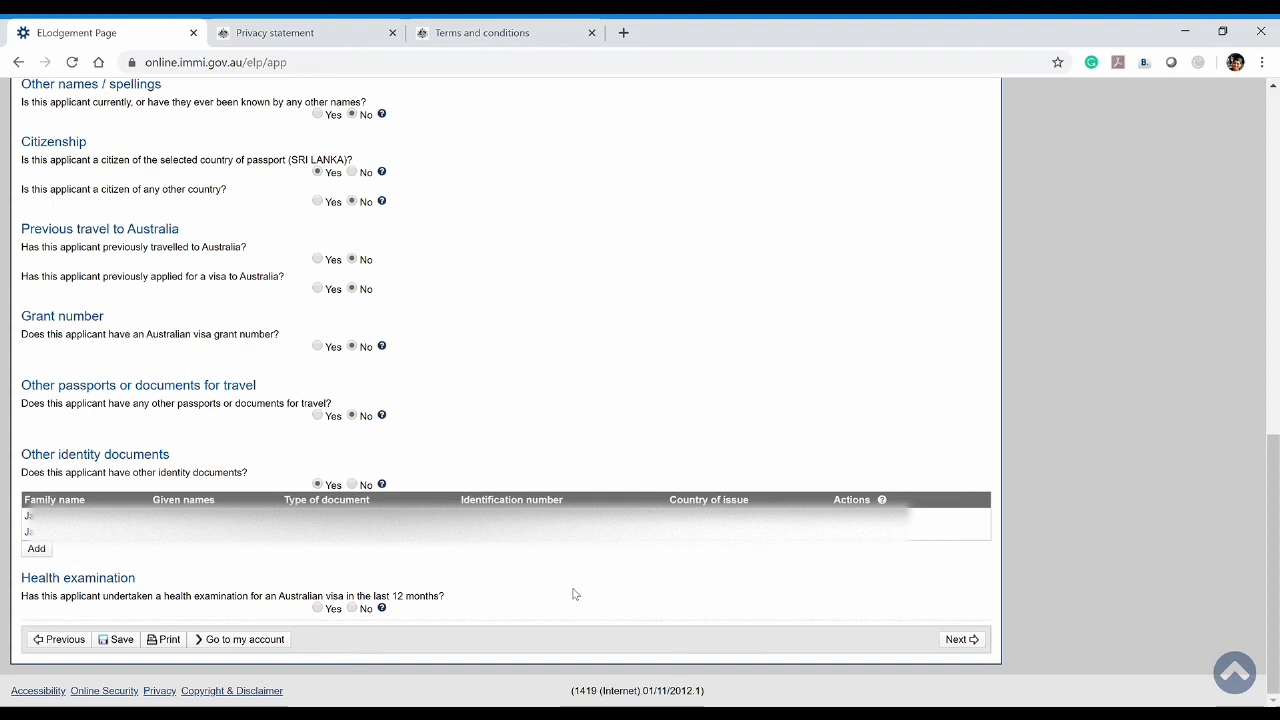 ELodgement Page
Privacy statement
Terms and conditions
online.immi.gov.au/elp/app
Other names / spellings
Is this applicant currently, or have they ever been known by any other names?
Yes No
Citizenship
Is this applicant a citizen of the selected country of passport (SRI LANKA)?
Yes No
Is this applicant a citizen of any other country?
Yes No
Previous travel to Australia
Has this applicant previously travelled to Australia?
Yes No
Has this applicant previously applied for a visa to Australia?
Yes No
Grant number
Does this applicant have an Australian visa grant number?
Yes No
Other passports or documents for travel
Does this applicant have any other passports or documents for travel?
Yes No
Other identity documents
Does this applicant have other identity documents?
Yes No
Family name Given names Type of document Identification number Country of issue Actions
Add
Health examination
Has this applicant undertaken a health examination for an Australian visa in the last 12 months?
Yes No
Previous Save Print Go to my account Next
Accessibility Online Security Privacy Copyright & Disclaimer (1419 (Internet) 01/11/2012.1)